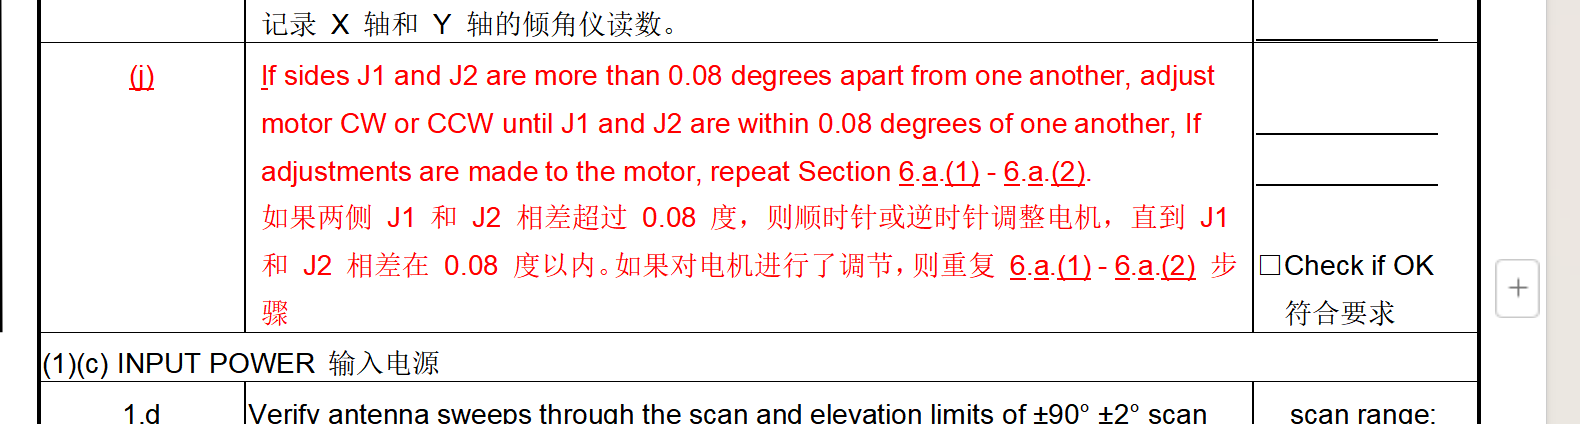 记录 X 轴和 Y 轴的倾角仪读数。
(j)
If sides J1 and J2 are more than 0.08 degrees apart from one another, adjust
motor CW or CCW until J1 and J2 are within 0.08 degrees of one another, If
adjustments are made to the motor, repeat Section 6.a.(1) - 6.a.(2).
如果两侧 J1 和 J2 相差超过 0.08 度，则顺时针或逆时针调整电机，直到 J1
和 J2 相差在 0.08 度以内。如果对电机进行了调节，则重复 6.a.(1) - 6.a.(2) 步
骤
□Check if OK
符合要求
(1)(c) INPUT POWER 输入电源
1.d
Verify antenna sweeps through the scan and elevation limits of ±90° ±2° scan
scan range: